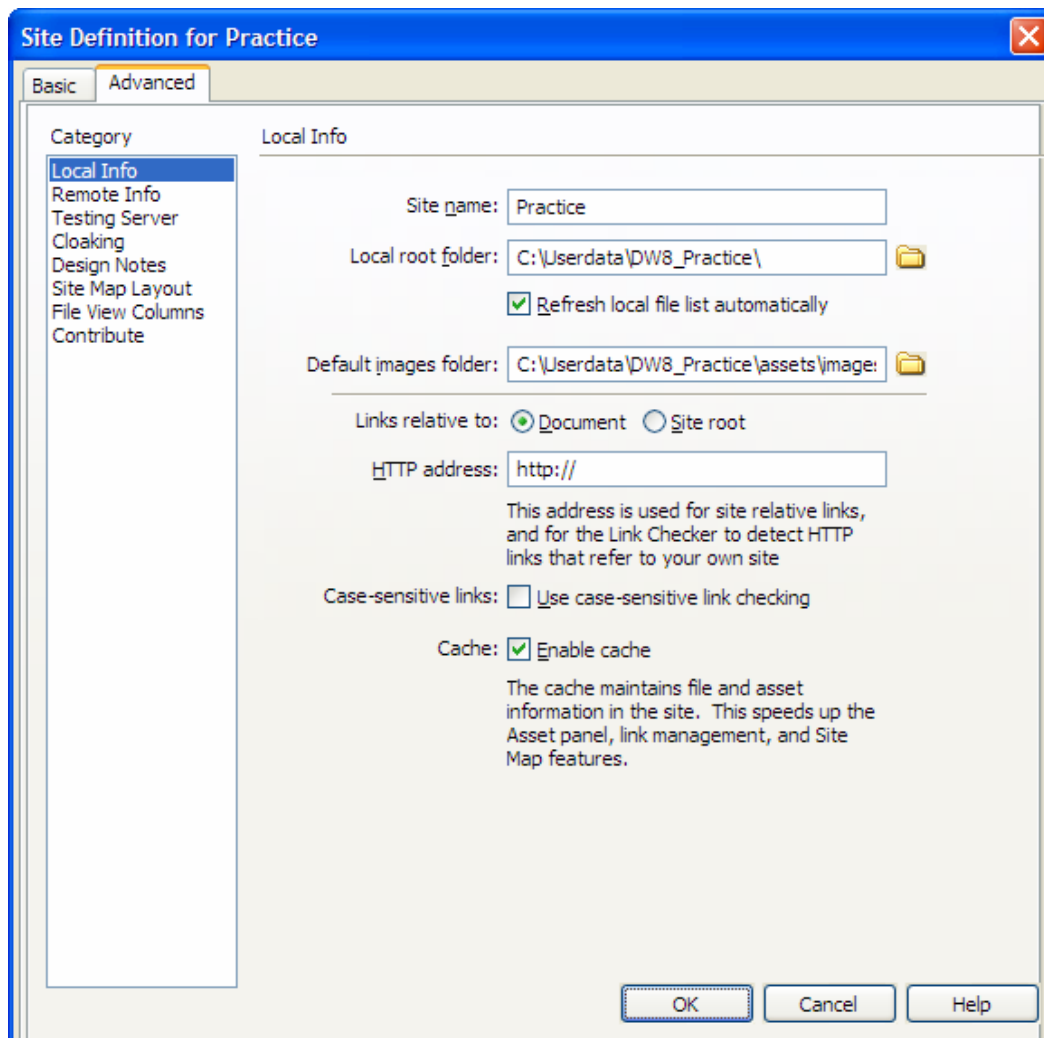 Site Definition for Practice
Basic
Advanced
Category
Local Info
Remote Info
Testing Server
Cloaking
Design Notes
Site Map Layout
File View Columns
Contribute
Local Info
Site name: Practice
Local root folder: C:\Userdata\DW8_Practice\
Refresh local file list automatically
Default images folder: C:\Userdata\DW8_Practice\assets\images
Links relative to: Document Site root
HTTP address: http://
This address is used for site relative links,
and for the Link Checker to detect HTTP
links that refer to your own site
Case-sensitive links: Use case-sensitive link checking
Cache: Enable cache
The cache maintains file and asset
information in the site. This speeds up the
Asset panel, link management, and Site
Map features.
OK Cancel Help